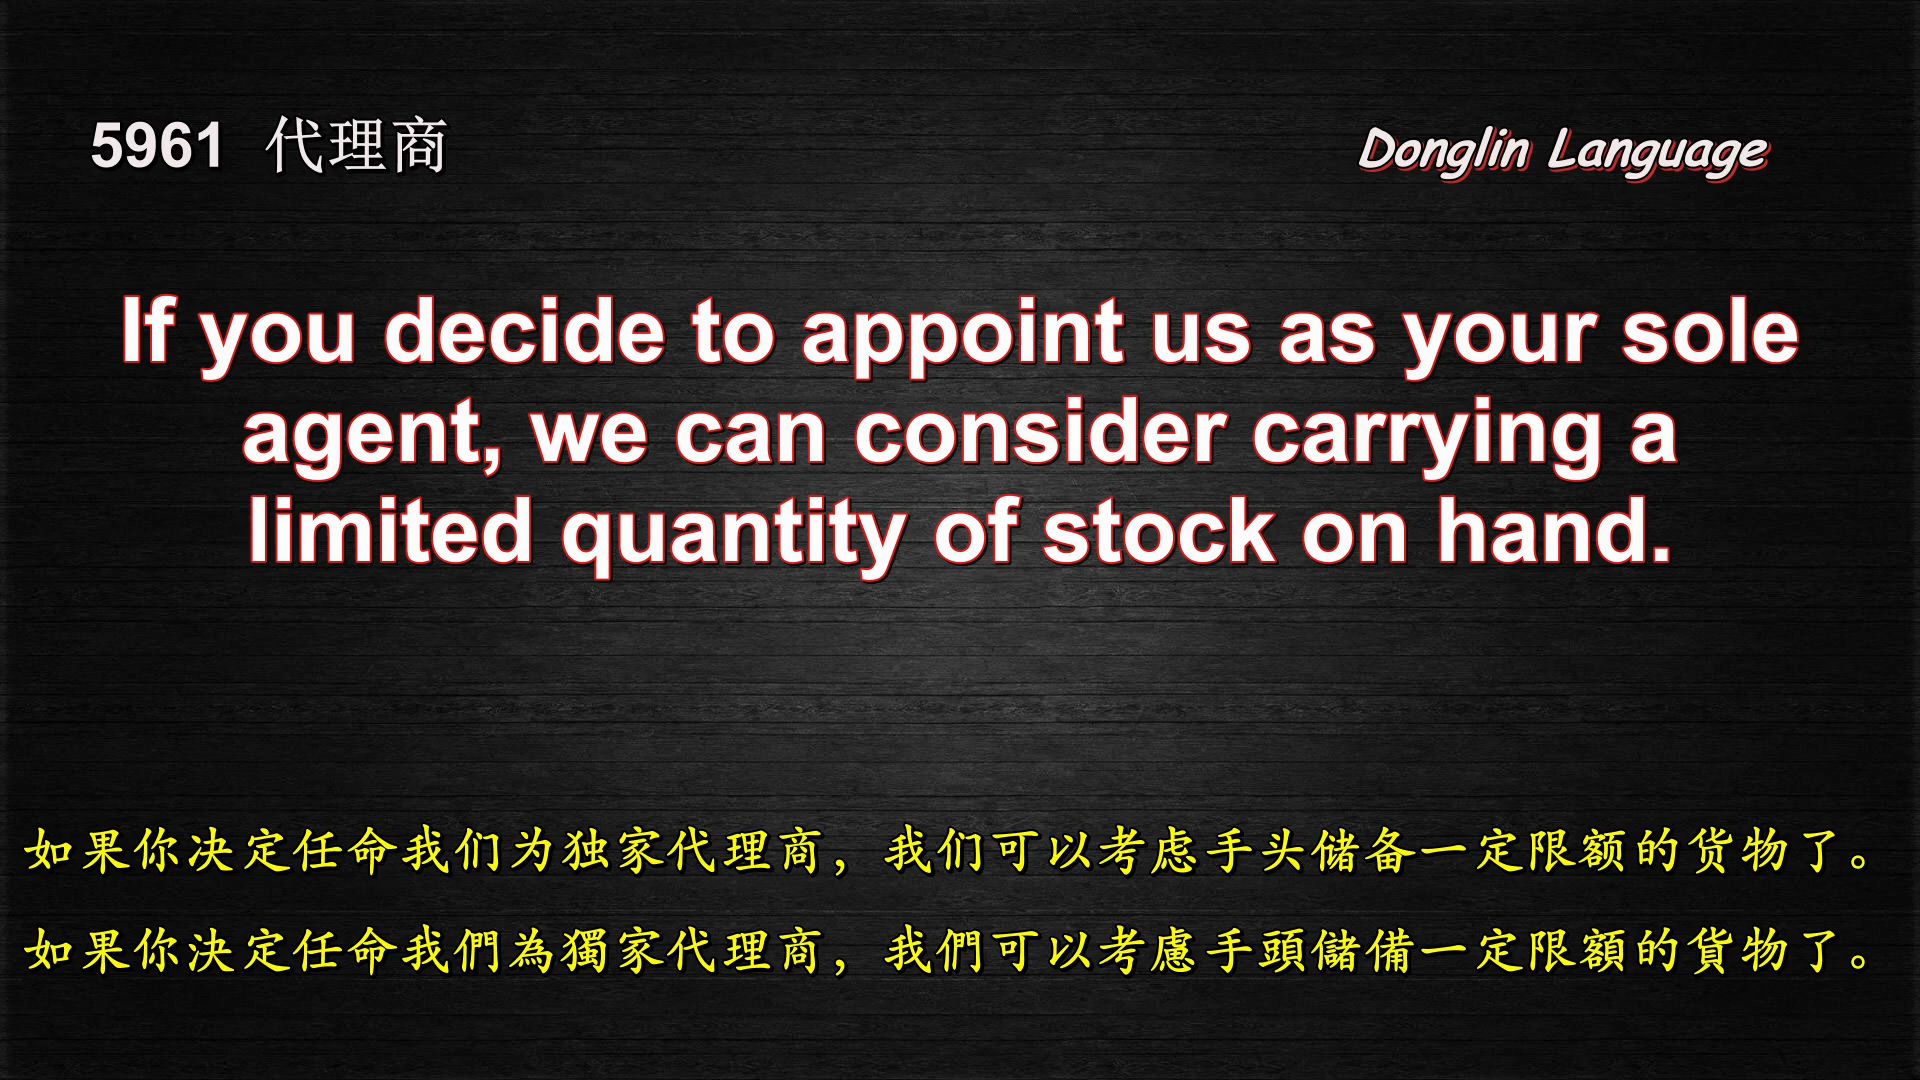 5961 代理商
Donglin Language
If you decide to appoint us as your sole
agent, we can consider carrying a
limited quantity of stock on hand.
如果你决定任命我们为独家代理商，我们可以考虑手头储备一定限额的货物了。
如果你決定任命我們為獨家代理商，我們可以考慮手頭儲備一定限額的貨物了。